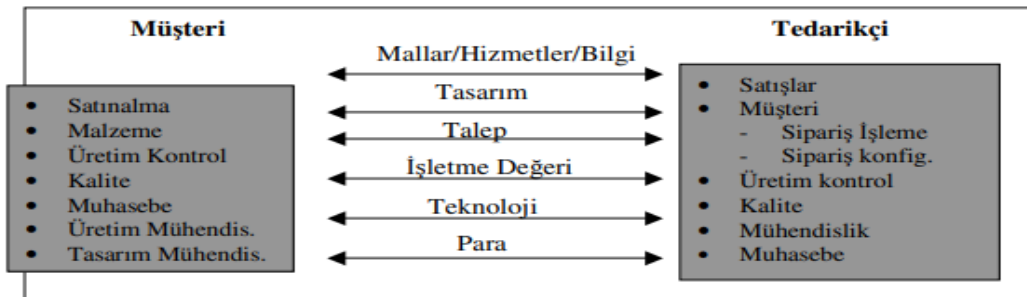 Müşteri
Satınalma
Malzeme
Üretim Kontrol
Kalite
Muhasebe
Üretim Mühendis.
Tasarım Mühendis.
Mallar/Hizmetler/Bilgi
Tasarım
Talep
İşletme Değeri
Teknoloji
Para
Tedarikçi
Satışlar
Müşteri
- Sipariş İşleme
- Sipariş konfig.
Üretim kontrol
Kalite
Mühendislik
Muhasebe